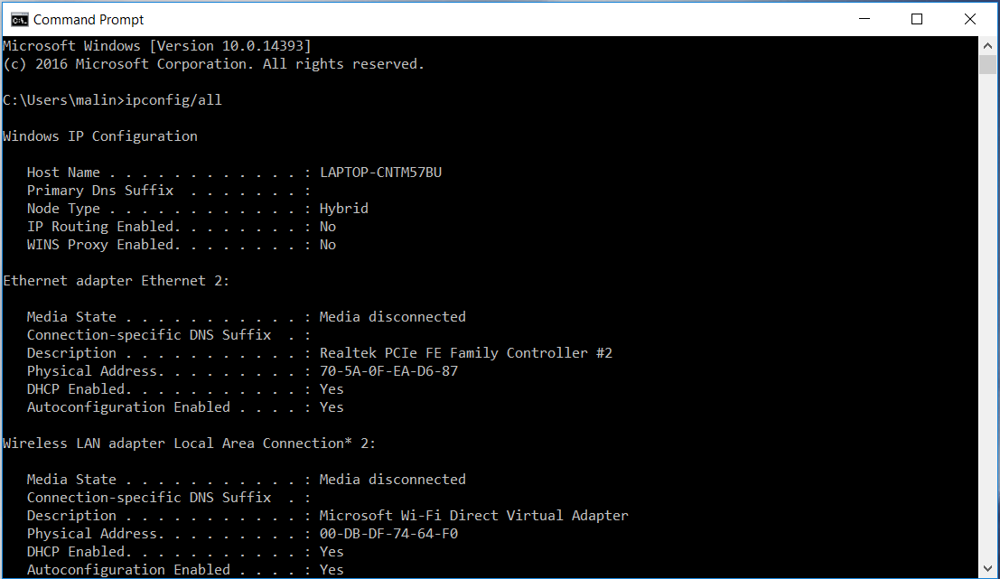 Command Prompt
Microsoft Windows [Version 10.0.14393]
(c) 2016 Microsoft Corporation. All rights reserved.
C:\Users\malin>ipconfig/all
Windows IP Configuration
Host Name . . . . . . . . . . . . : LAPTOP-CNTM57BU
Primary Dns Suffix  . . . . . . . :
Node Type . . . . . . . . . . . . : Hybrid
IP Routing Enabled. . . . . . . . : No
WINS Proxy Enabled. . . . . . . . : No
Ethernet adapter Ethernet 2:
Media State . . . . . . . . . . . : Media disconnected
Connection-specific DNS Suffix  . :
Description . . . . . . . . . . . : Realtek PCIe FE Family Controller #2
Physical Address. . . . . . . . . : 70-5A-0F-EA-D6-87
DHCP Enabled. . . . . . . . . . . : Yes
Autoconfiguration Enabled . . . . : Yes
Wireless LAN adapter Local Area Connection* 2:
Media State . . . . . . . . . . . : Media disconnected
Connection-specific DNS Suffix  . :
Description . . . . . . . . . . . : Microsoft Wi-Fi Direct Virtual Adapter
Physical Address. . . . . . . . . : 00-DB-DF-74-64-F0
DHCP Enabled. . . . . . . . . . . : Yes
Autoconfiguration Enabled . . . . : Yes